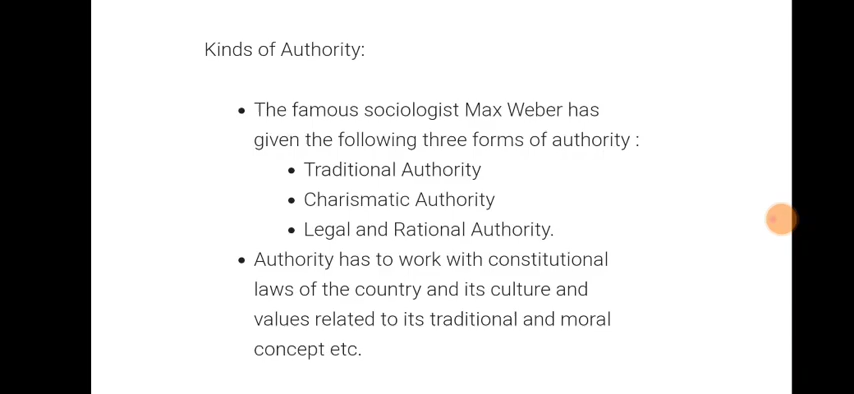 Kinds of Authority:
• The famous sociologist Max Weber has
given the following three forms of authority :
• Traditional Authority
• Charismatic Authority
• Legal and Rational Authority.
• Authority has to work with constitutional
laws of the country and its culture and
values related to its traditional and moral
concept etc.